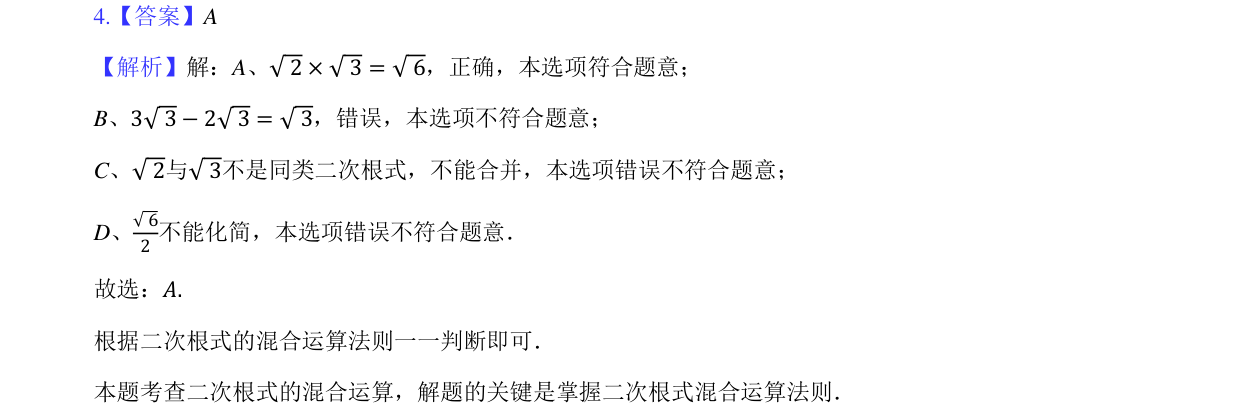 4.【答案】A
【解析】解：A、√2×√3=√6，正确，本选项符合题意；
B、3√3−2√3=√3，错误，本选项不符合题意；
C、√2与√3不是同类二次根式，不能合并，本选项错误不符合题意；
D、√6/2不能化简，本选项错误不符合题意．
故选：A.
根据二次根式的混合运算法则一一判断即可．
本题考查二次根式的混合运算，解题的关键是掌握二次根式混合运算法则．